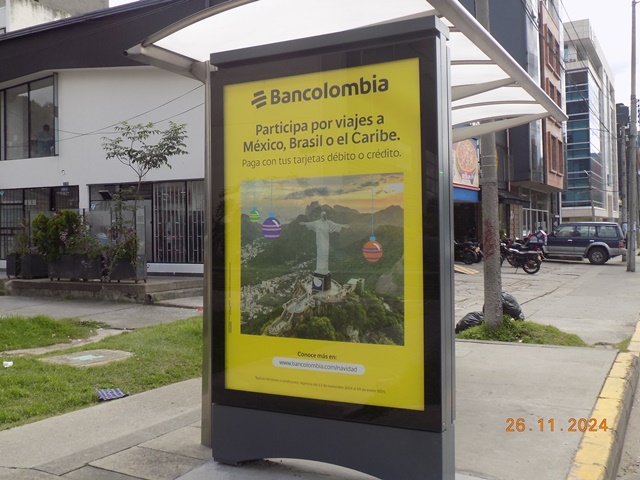 Bancolombia
Participa por viajes a
México, Brasil o el Caribe.
Paga con tus tarjetas débito o crédito.
Conoce más en:
www.bancolombia.com/navidad
26.11.2024